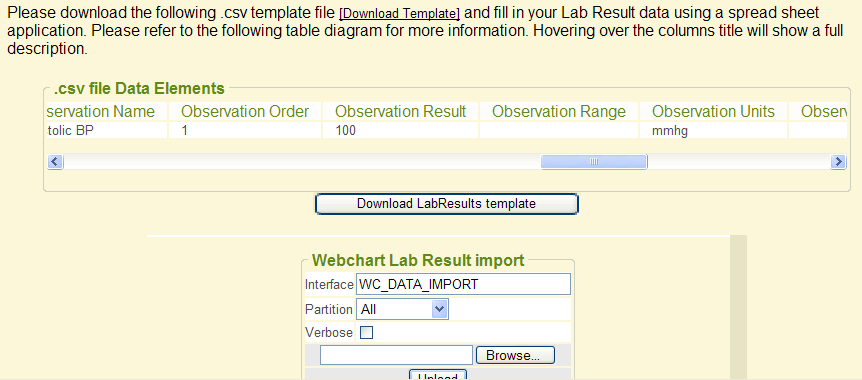 Please download the following .csv template file [Download Template] and fill in your Lab Result data using a spread sheet
application. Please refer to the following table diagram for more information. Hovering over the columns title will show a full
description.
.csv file Data Elements
servation Name Observation Order Observation Result Observation Range Observation Units Observ
tolic BP 1 100 mmhg
Download LabResults template
Webchart Lab Result import
Interface WC_DATA_IMPORT
Partition All
Verbose
Browse...
Upload